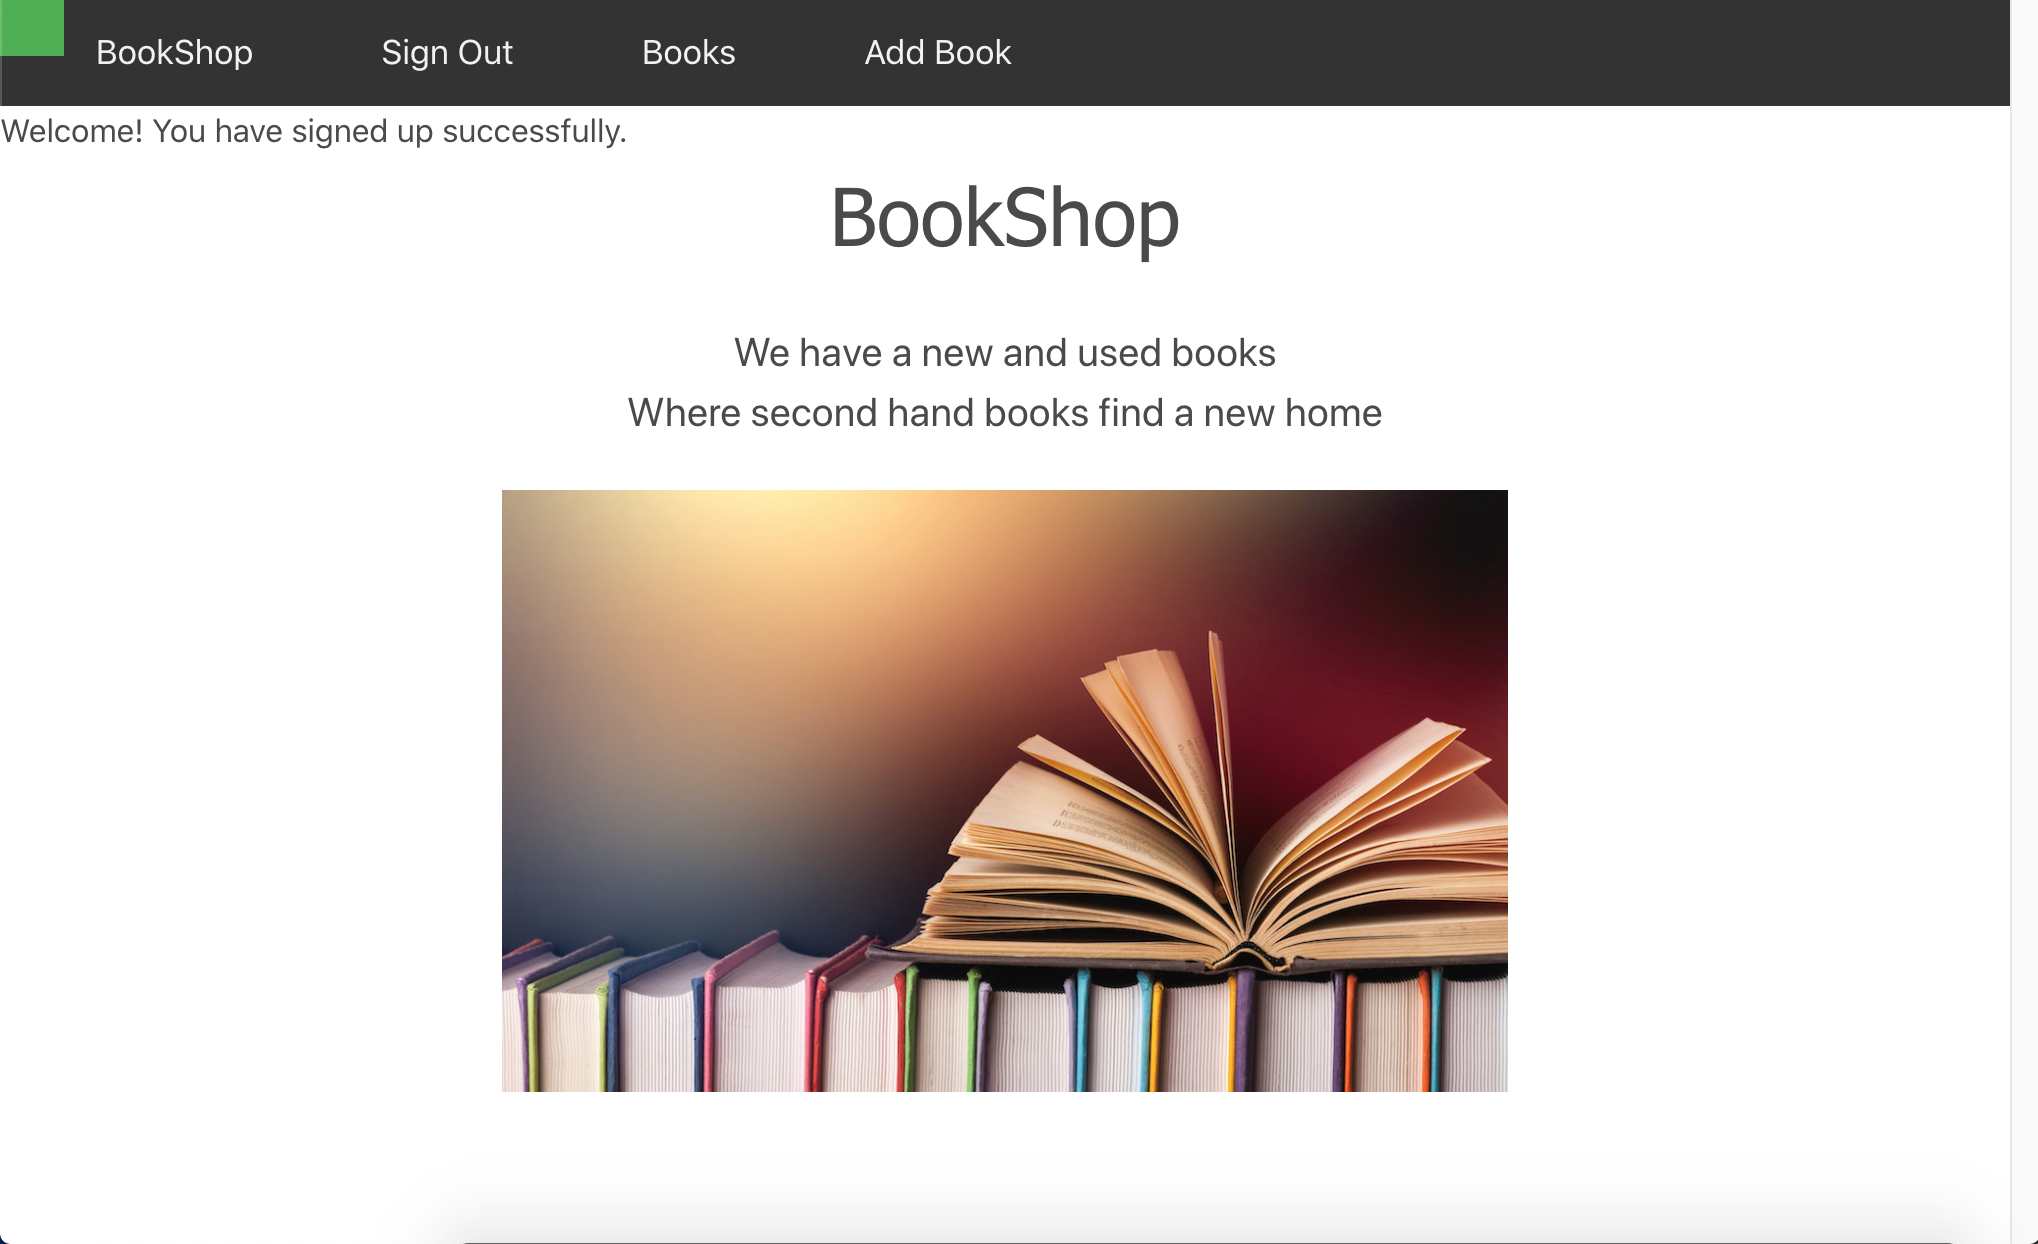 BookShop Sign Out Books Add Book
Welcome! You have signed up successfully.
BookShop
We have a new and used books
Where second hand books find a new home